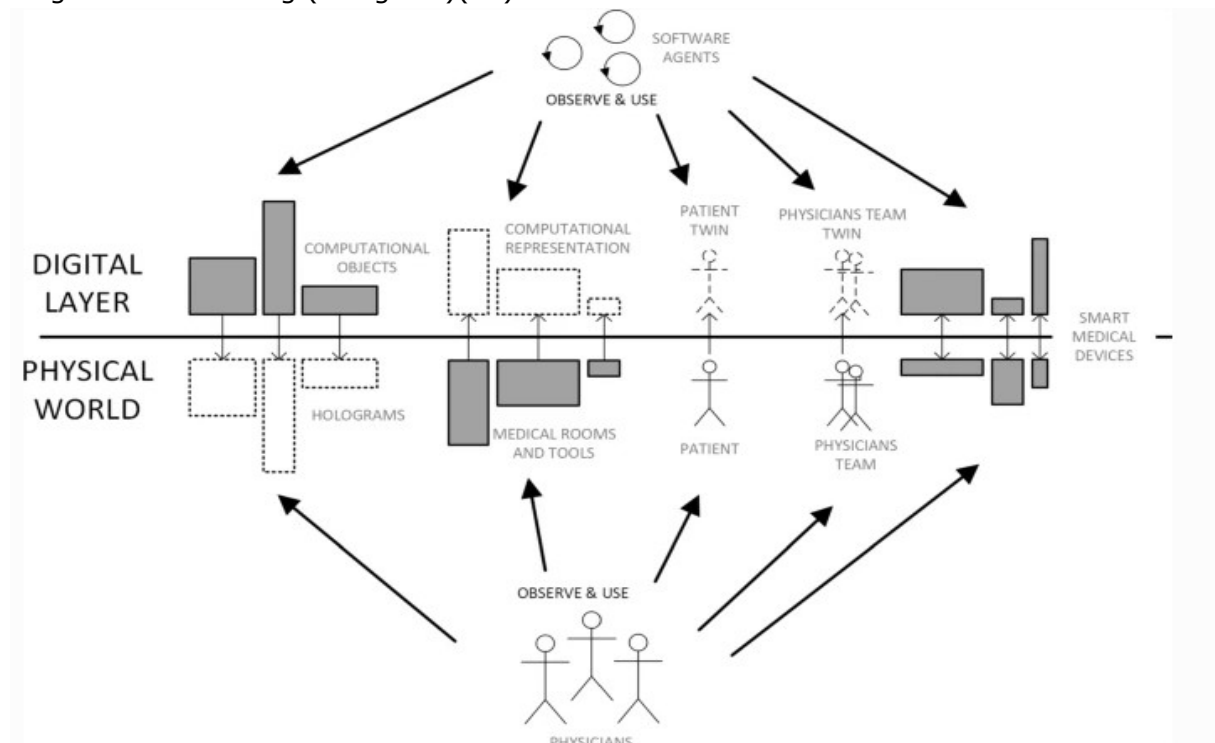 SOFTWARE
AGENTS
OBSERVE & USE
PATIENT
TWIN
PHYSICIANS TEAM
TWIN
COMPUTATIONAL
REPRESENTATION
COMPUTATIONAL
OBJECTS
DIGITAL
LAYER
SMART
MEDICAL
DEVICES
PHYSICAL
WORLD
HOLOGRAMS
MEDICAL ROOMS
AND TOOLS
PATIENT
PHYSICIANS
TEAM
OBSERVE & USE
PHYSICIANS